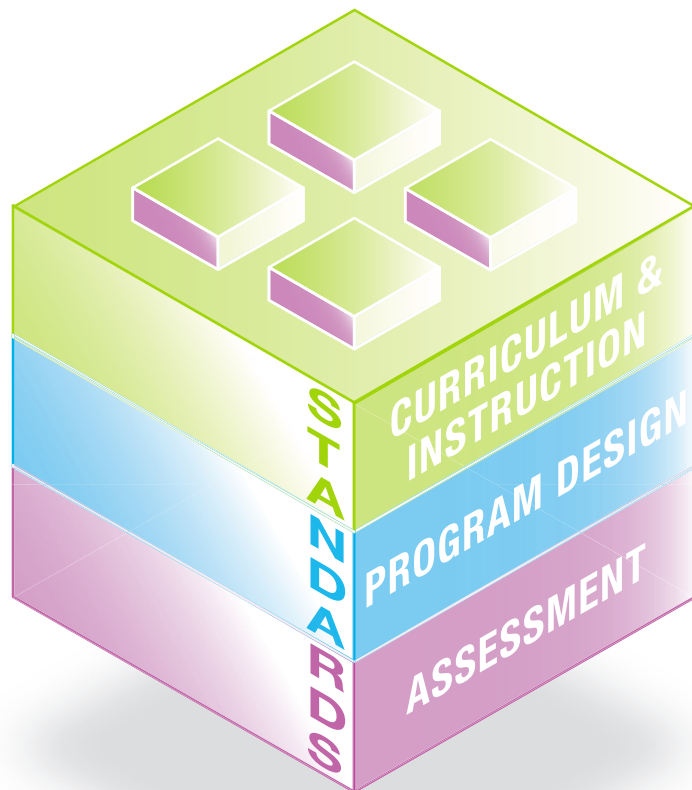 STANDARDS
CURRICULUM &
INSTRUCTION
PROGRAM DESIGN
ASSESSMENT